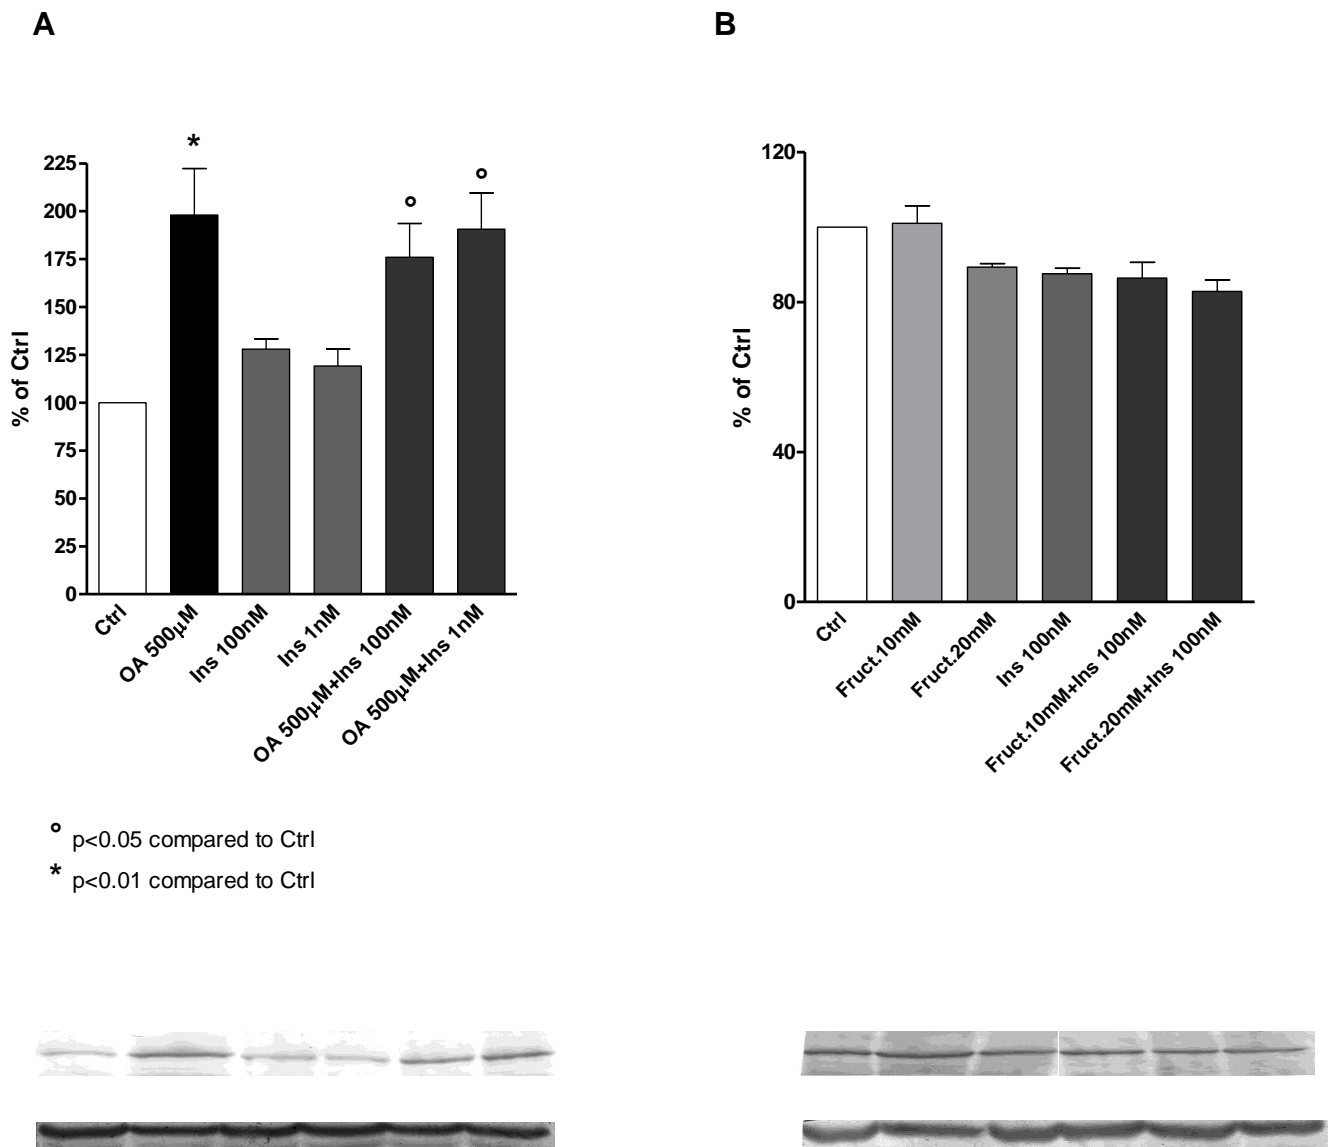 A
B
*
225
200
175
150
125
100
75
50
25
0
% of Ctrl
°
°
Ctrl
OA 500μM
Ins 100nM
Ins 1nM
OA 500μM+Ins 100nM
OA 500μM+Ins 1nM
120
80
40
0
% of Ctrl
Ctrl
Fruct.10mM
Fruct.20mM
Ins 100nM
Fruct.10mM+Ins 100nM
Fruct.20mM+Ins 100nM
° p<0.05 compared to Ctrl
* p<0.01 compared to Ctrl